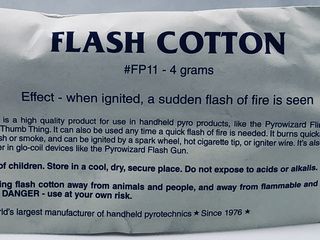 FLASH COTTON
#FP11 - 4 grams
Effect - when ignited, a sudden flash of fire is seen
is a high quality product for use in handheld pyro products, like the Pyrowizard
Thumb Thing. It can also be used any time a quick flash of fire is needed. It burns
sh or smoke, and can be ignited by a spark wheel, hot cigarette tip, or igniter wire. It's
er in glo-coil devices like the Pyrowizard Flash Gun.
of children. Store in a cool, dry, secure place. Do not expose to acids or alkalis.
ing flash cotton away from animals and people, and away from flammable and
DANGER - use at your own risk.
rld's largest manufacturer of handheld pyrotechnics * Since 1976 *